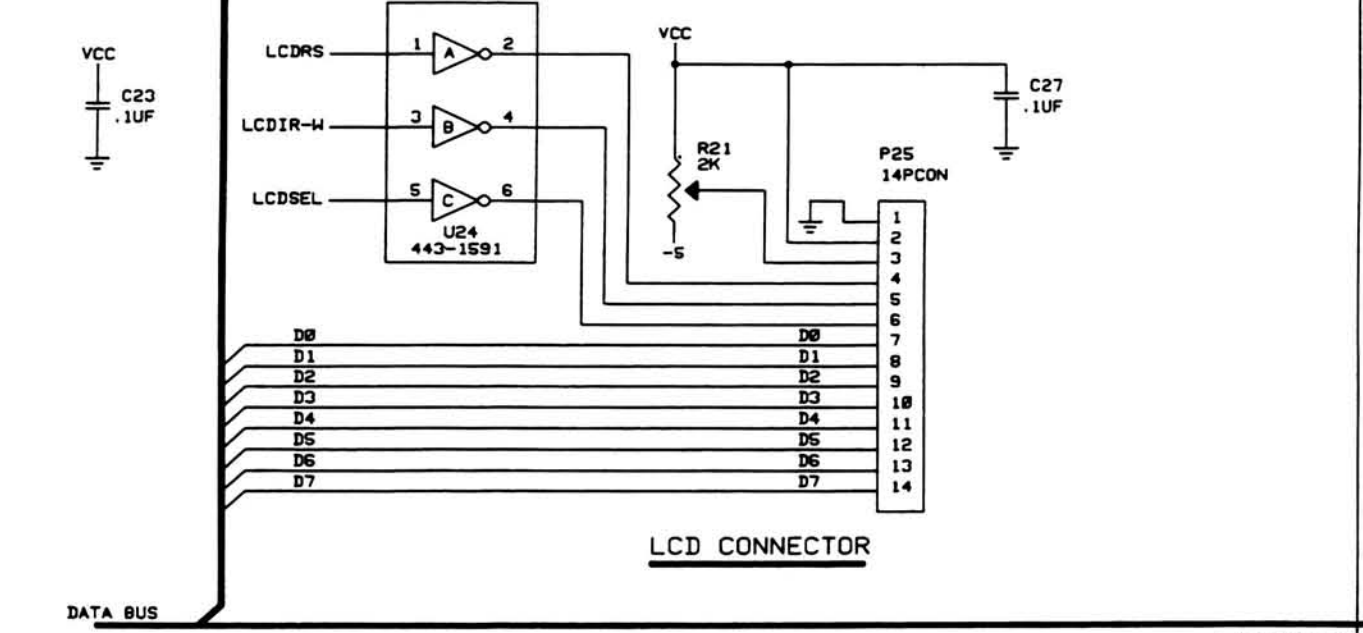 VCC
C23
.1UF
LCDRS
1
A
2
LCDIR-W
3
B
4
LCDSEL
5
C
6
U24
443-1591
VCC
R21
2K
-5
C27
.1UF
P25
14PCON
1
2
3
4
5
6
7
8
9
10
11
12
13
14
D0 D0
D1 D1
D2 D2
D3 D3
D4 D4
D5 D5
D6 D6
D7 D7
LCD CONNECTOR
DATA BUS